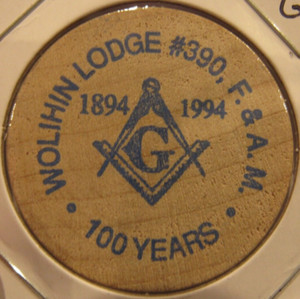 WOLIHIN LODGE #390, F. & A. M.
1894 1994
G
• 100 YEARS •